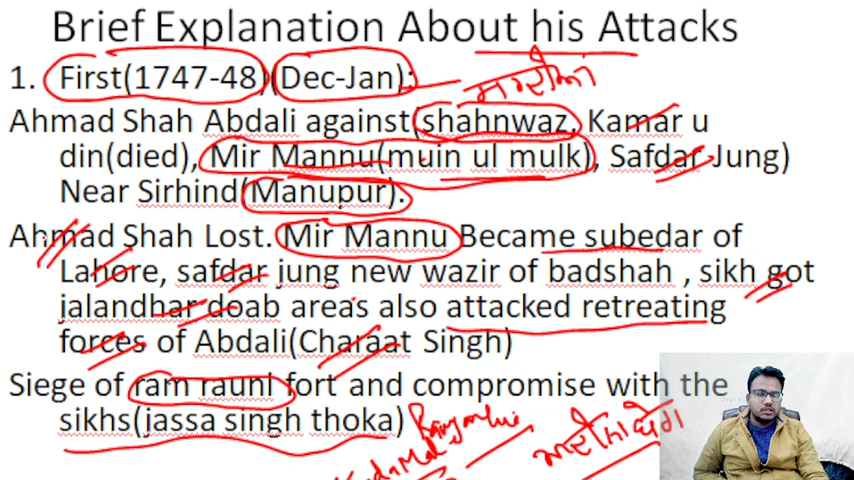 Brief Explanation About his Attacks
1. First(1747-48)(Dec-Jan):
Ahmad Shah Abdali against(shahnwaz, Kamar u
din(died), Mir Mannu(muin ul mulk), Safdar Jung)
Near Sirhind(Manupur).
Ahmad Shah Lost. Mir Mannu Became subedar of
Lahore, safdar jung new wazir of badshah , sikh got
jalandhar doab areas also attacked retreating
forces of Abdali(Charaat Singh)
Siege of ram rauni fort and compromise with the
sikhs(jassa singh thoka)